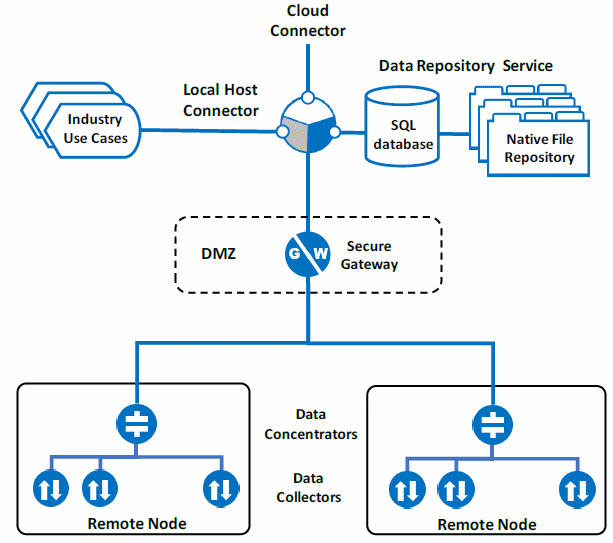 Cloud
Connector
Data Repository Service
Local Host
Connector
Industry
Use Cases
SQL
database
Native File
Repository
DMZ
G W
Secure
Gateway
Data
Concentrators
Data
Collectors
Remote Node
Remote Node